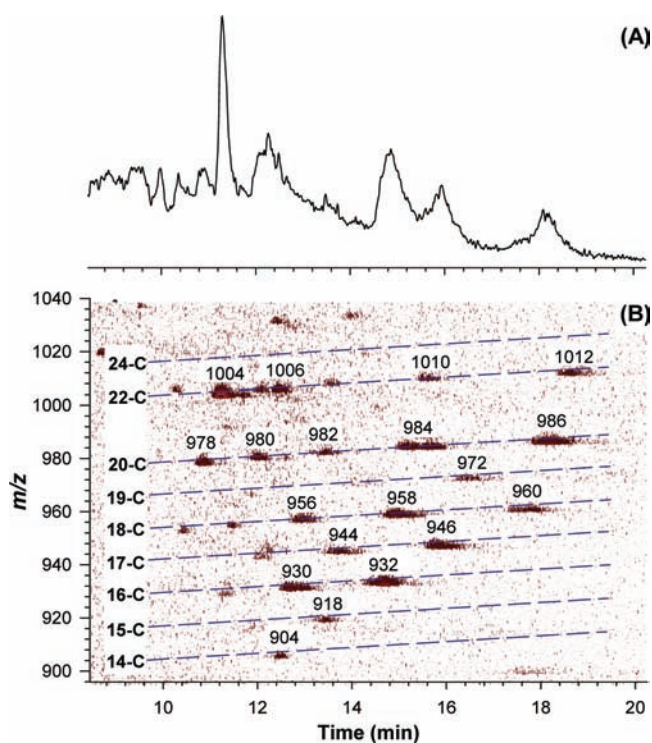 (A)
(B)
1040
1020
1000
980
960
940
920
900
m/z
24-C
22-C
20-C
19-C
18-C
17-C
16-C
15-C
14-C
1004 1006 1010 1012
978 980 982 984 986
972
956 958 960
944 946
930 932
918
904
10 12 14 16 18 20
Time (min)